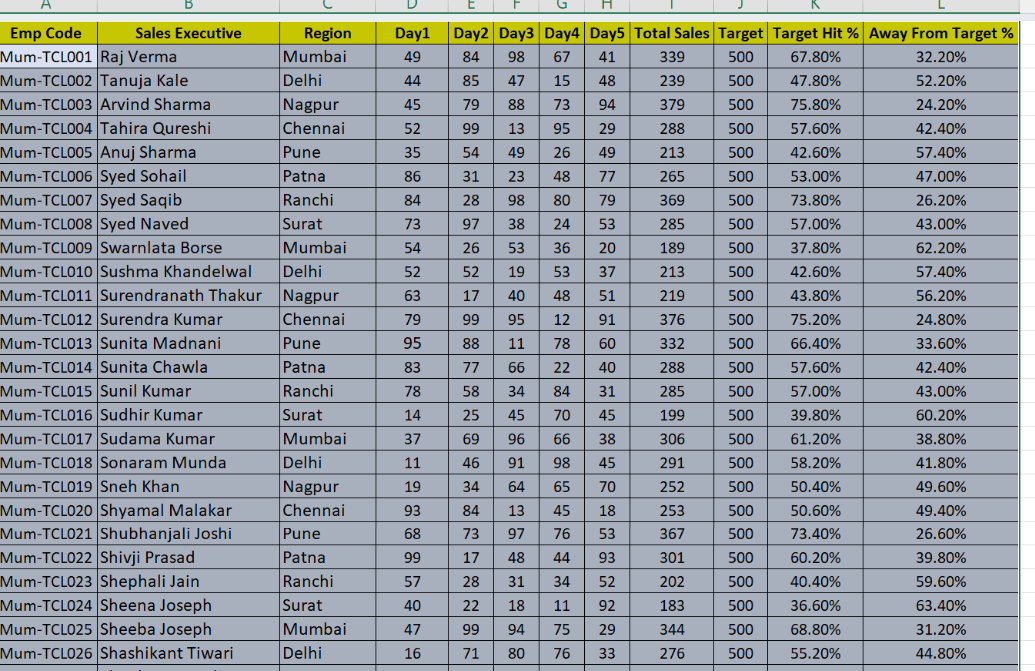 A B C D E F G H I J K L
Emp Code Sales Executive Region Day1 Day2 Day3 Day4 Day5 Total Sales Target Target Hit % Away From Target %
Mum-TCL001 Raj Verma Mumbai 49 84 98 67 41 339 500 67.80% 32.20%
Mum-TCL002 Tanuja Kale Delhi 44 85 47 15 48 239 500 47.80% 52.20%
Mum-TCL003 Arvind Sharma Nagpur 45 79 88 73 94 379 500 75.80% 24.20%
Mum-TCL004 Tahira Qureshi Chennai 52 99 13 95 29 288 500 57.60% 42.40%
Mum-TCL005 Anuj Sharma Pune 35 54 49 26 49 213 500 42.60% 57.40%
Mum-TCL006 Syed Sohail Patna 86 31 23 48 77 265 500 53.00% 47.00%
Mum-TCL007 Syed Saqib Ranchi 84 28 98 80 79 369 500 73.80% 26.20%
Mum-TCL008 Syed Naved Surat 73 97 38 24 53 285 500 57.00% 43.00%
Mum-TCL009 Swarnlata Borse Mumbai 54 26 53 36 20 189 500 37.80% 62.20%
Mum-TCL010 Sushma Khandelwal Delhi 52 52 19 53 37 213 500 42.60% 57.40%
Mum-TCL011 Surendranath Thakur Nagpur 63 17 40 48 51 219 500 43.80% 56.20%
Mum-TCL012 Surendra Kumar Chennai 79 99 95 12 91 376 500 75.20% 24.80%
Mum-TCL013 Sunita Madnani Pune 95 88 11 78 60 332 500 66.40% 33.60%
Mum-TCL014 Sunita Chawla Patna 83 77 66 22 40 288 500 57.60% 42.40%
Mum-TCL015 Sunil Kumar Ranchi 78 58 34 84 31 285 500 57.00% 43.00%
Mum-TCL016 Sudhir Kumar Surat 14 25 45 70 45 199 500 39.80% 60.20%
Mum-TCL017 Sudama Kumar Mumbai 37 69 96 66 38 306 500 61.20% 38.80%
Mum-TCL018 Sonaram Munda Delhi 11 46 91 98 45 291 500 58.20% 41.80%
Mum-TCL019 Sneh Khan Nagpur 19 34 64 65 70 252 500 50.40% 49.60%
Mum-TCL020 Shyamal Malakar Chennai 93 84 13 45 18 253 500 50.60% 49.40%
Mum-TCL021 Shubhanjali Joshi Pune 68 73 97 76 53 367 500 73.40% 26.60%
Mum-TCL022 Shivji Prasad Patna 99 17 48 44 93 301 500 60.20% 39.80%
Mum-TCL023 Shephali Jain Ranchi 57 28 31 34 52 202 500 40.40% 59.60%
Mum-TCL024 Sheena Joseph Surat 40 22 18 11 92 183 500 36.60% 63.40%
Mum-TCL025 Sheeba Joseph Mumbai 47 99 94 75 29 344 500 68.80% 31.20%
Mum-TCL026 Shashikant Tiwari Delhi 16 71 80 76 33 276 500 55.20% 44.80%